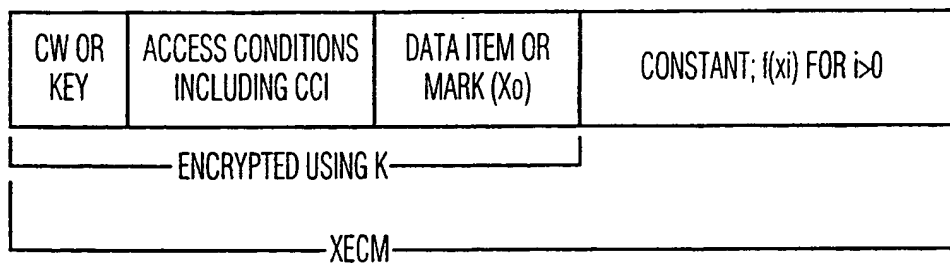 CW OR
KEY
ACCESS CONDITIONS
INCLUDING CCI
DATA ITEM OR
MARK (Xo)
CONSTANT; f(xi) FOR i>0
ENCRYPTED USING K
XECM